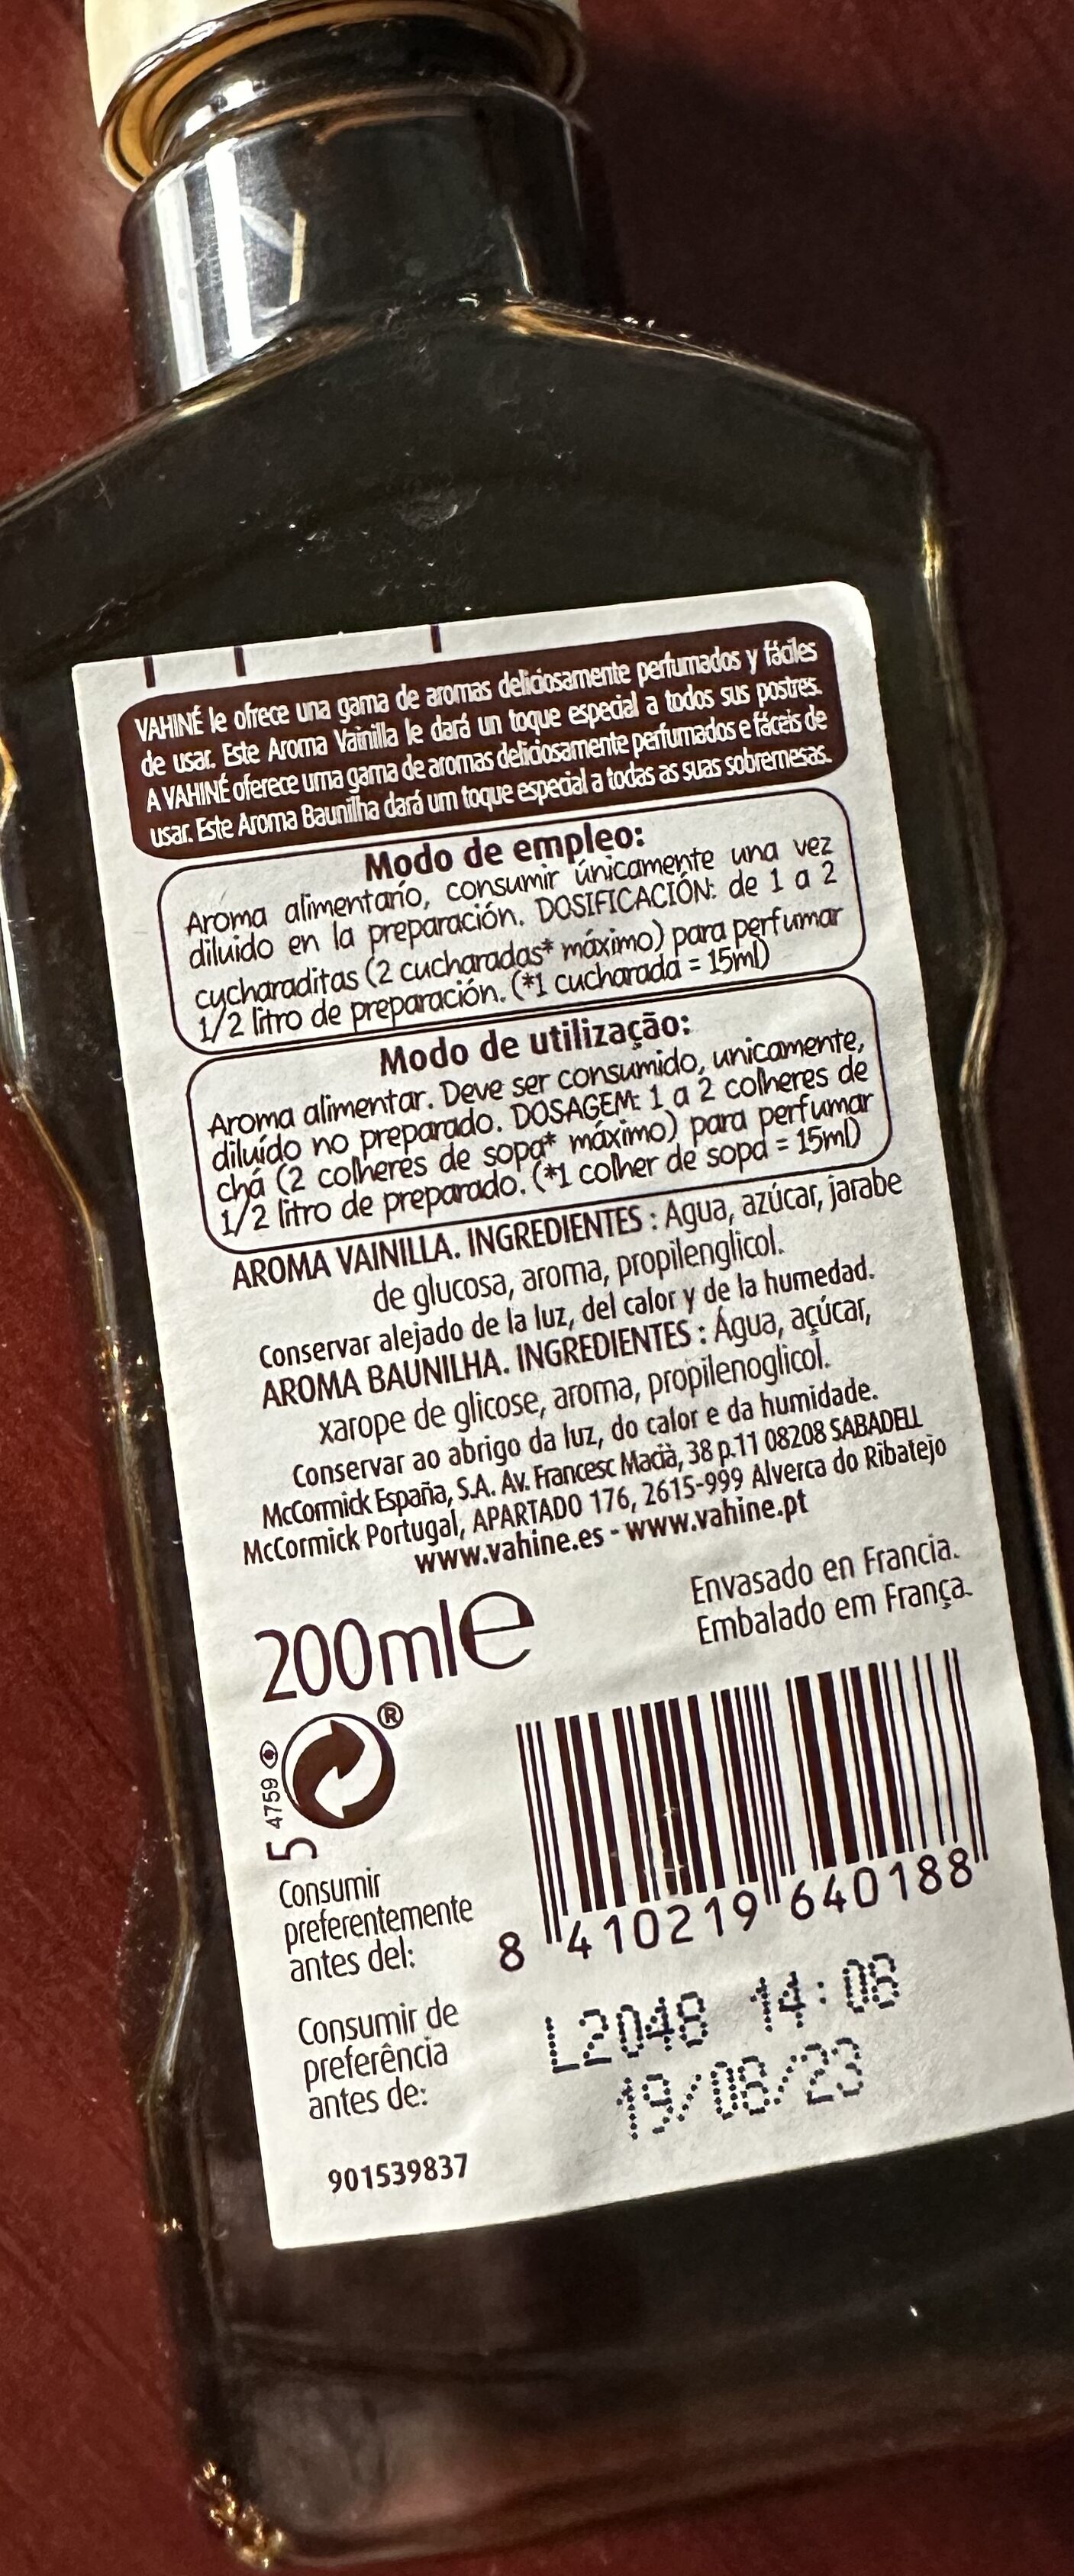 VAHINÉ le ofrece una gama de aromas deliciosamente perfumados y fáciles
de usar. Este Aroma Vainilla le dará un toque especial a todos sus postres.
A VAHINÉ oferece uma gama de aromas deliciosamente perfumados e fáceis de
usar. Este Aroma Baunilha dará um toque especial a todas as suas sobremesas.
Modo de empleo:
Aroma alimentario, consumir únicamente una vez
diluido en la preparación. DOSIFICACIÓN: de 1 a 2
cucharaditas (2 cucharadas* máximo) para perfumar
1/2 litro de preparación. (*1 cucharada = 15ml)
Modo de utilização:
Aroma alimentar. Deve ser consumido, unicamente,
diluído no preparado. DOSAGEM: 1 a 2 colheres de
chá (2 colheres de sopa* máximo) para perfumar
1/2 litro de preparado. (*1 colher de sopa = 15ml)
AROMA VAINILLA. INGREDIENTES : Agua, azúcar, jarabe
de glucosa, aroma, propilenglicol.
Conservar alejado de la luz, del calor y de la humedad.
AROMA BAUNILHA. INGREDIENTES : Água, açúcar,
xarope de glicose, aroma, propilenoglicol.
Conservar ao abrigo da luz, do calor e da humidade.
McCormick España, S.A. Av. Francesc Macià, 38 p.11 08208 SABADELL
McCormick Portugal, APARTADO 176, 2615-999 Alverca do Ribatejo
www.vahine.es - www.vahine.pt
Envasado en Francia.
Embalado em França.
200ml e
®
5 4759
Consumir
preferentemente
antes del:
8 410219 640188
Consumir de
preferência
antes de:
L2048 14:08
19/08/23
901539837